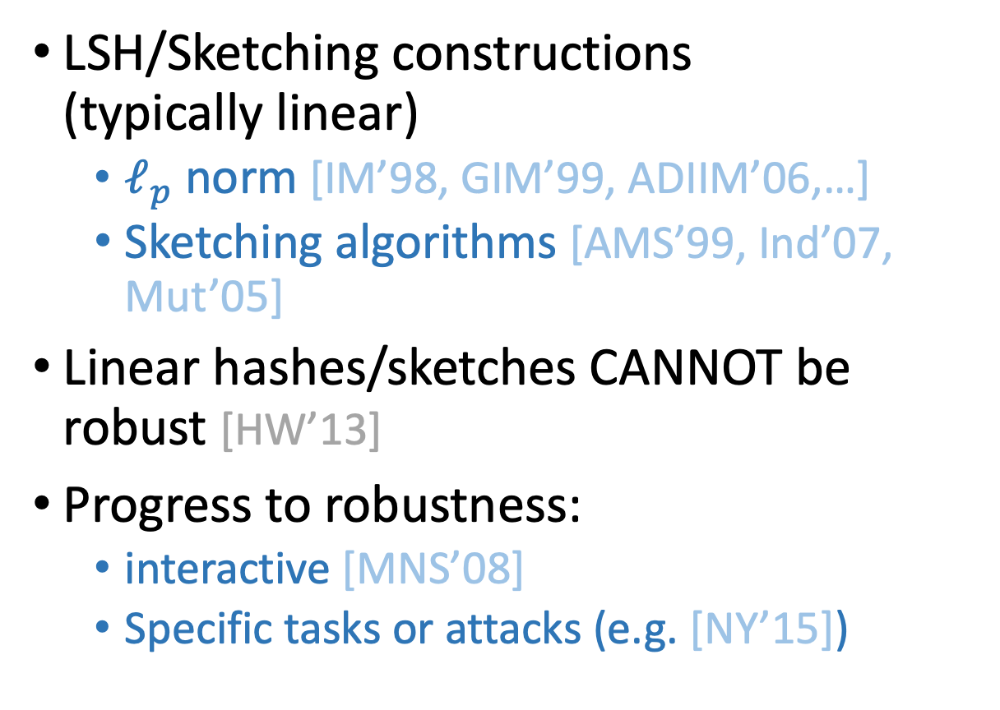 • LSH/Sketching constructions
(typically linear)
• ℓₚ norm [IM’98, GIM’99, ADIIM’06,…]
• Sketching algorithms [AMS’99, Ind’07,
Mut’05]
• Linear hashes/sketches CANNOT be
robust [HW’13]
• Progress to robustness:
• interactive [MNS’08]
• Specific tasks or attacks (e.g. [NY’15])